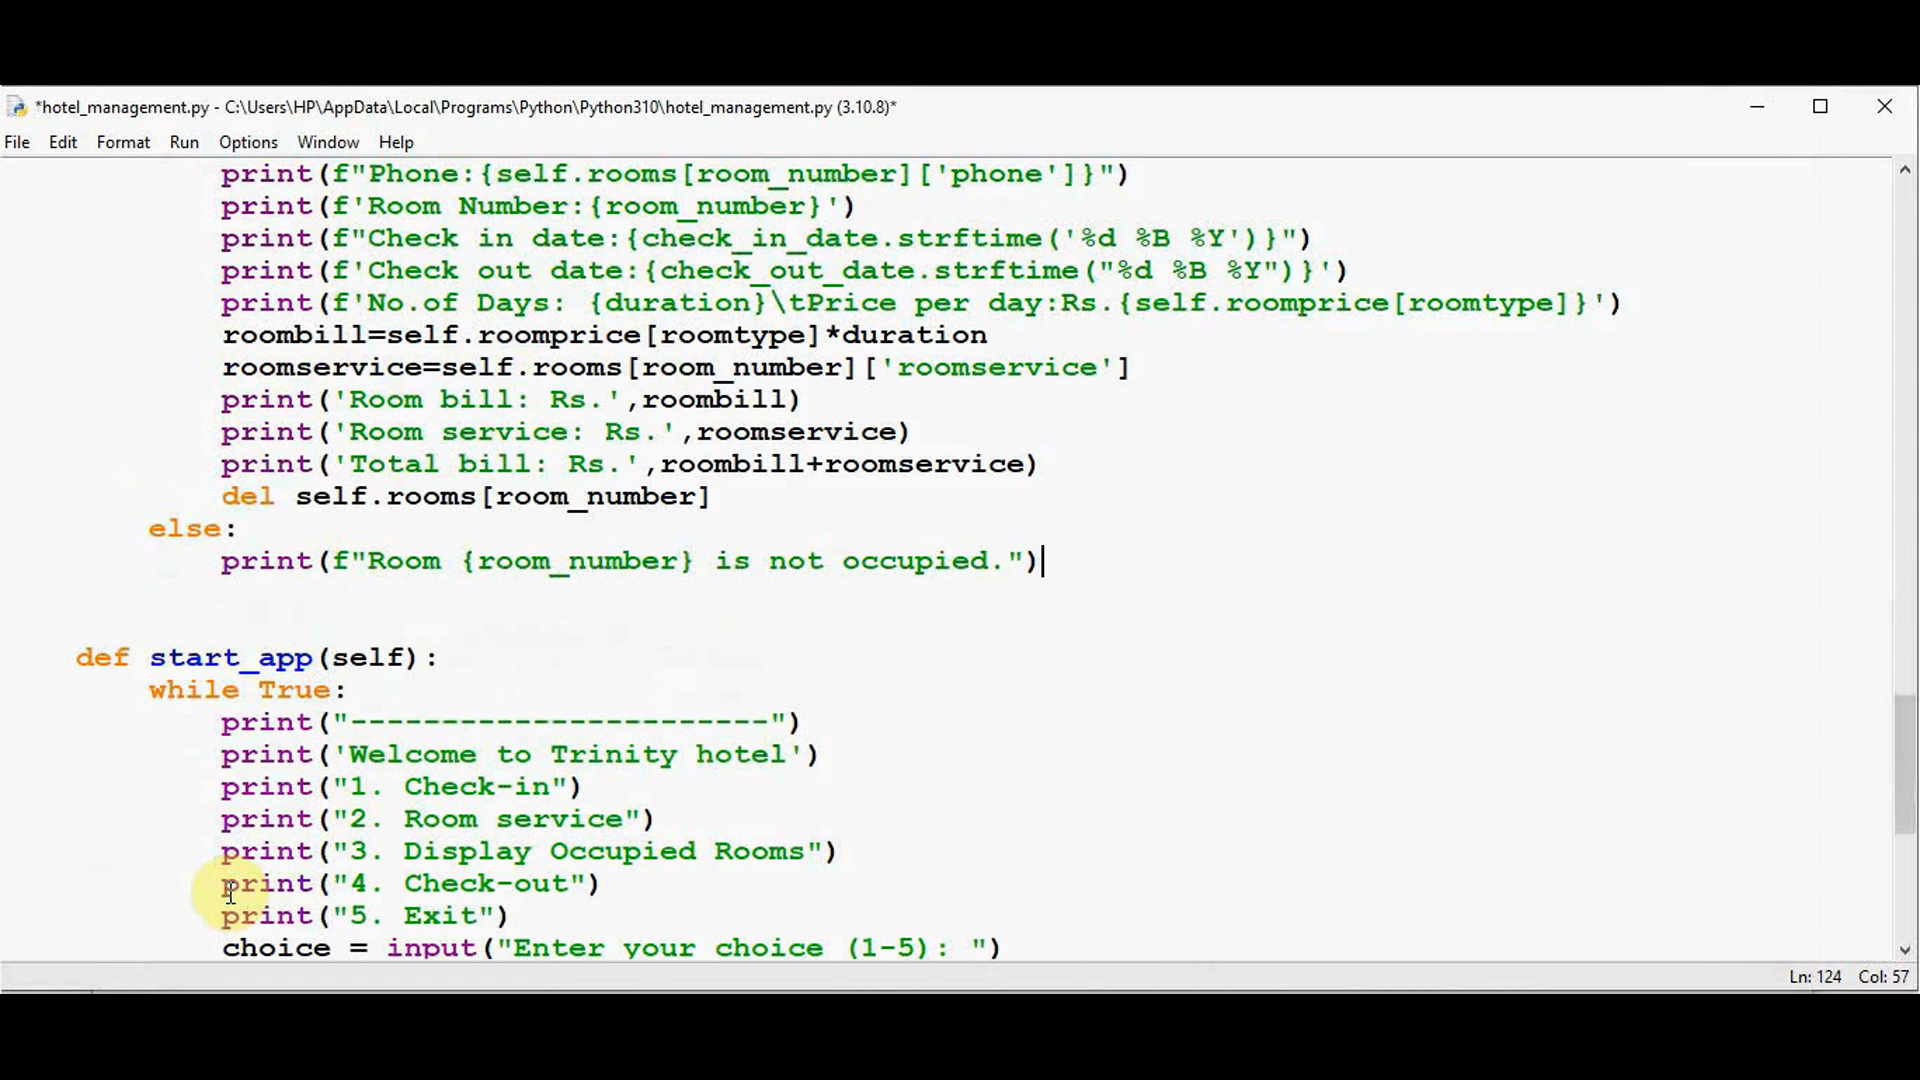 *hotel_management.py - C:\Users\HP\AppData\Local\Programs\Python\Python310\hotel_management.py (3.10.8)*
File Edit Format Run Options Window Help
print(f"Phone:{self.rooms[room_number]['phone']}")
print(f'Room Number:{room_number}')
print(f"Check in date:{check_in_date.strftime('%d %B %Y')}")
print(f'Check out date:{check_out_date.strftime("%d %B %Y")}')
print(f'No.of Days: {duration}\tPrice per day:Rs.{self.roomprice[roomtype]}')
roombill=self.roomprice[roomtype]*duration
roomservice=self.rooms[room_number]['roomservice']
print('Room bill: Rs.',roombill)
print('Room service: Rs.',roomservice)
print('Total bill: Rs.',roombill+roomservice)
del self.rooms[room_number]
else:
print(f"Room {room_number} is not occupied.")
def start_app(self):
while True:
print("-----------------------")
print('Welcome to Trinity hotel')
print("1. Check-in")
print("2. Room service")
print("3. Display Occupied Rooms")
print("4. Check-out")
print("5. Exit")
choice = input("Enter your choice (1-5): ")
Ln: 124 Col: 57